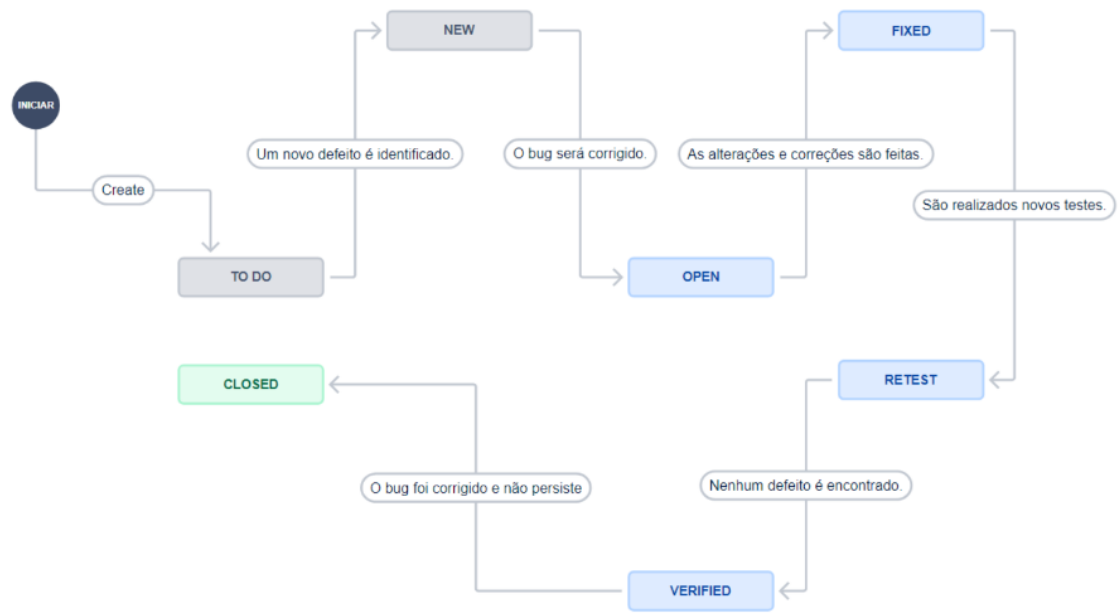 NEW
FIXED
INICIAR
Um novo defeito é identificado.
O bug será corrigido.
As alterações e correções são feitas.
Create
São realizados novos testes.
TO DO
OPEN
CLOSED
RETEST
O bug foi corrigido e não persiste
Nenhum defeito é encontrado.
VERIFIED